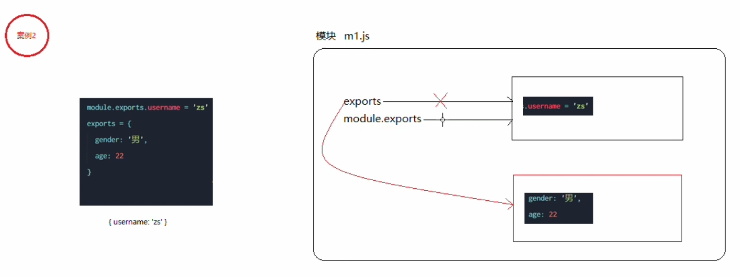 案例2
模块 m1.js
module.exports.username = 'zs'
exports = {
gender: '男',
age: 22
}
{ username: 'zs' }
exports
module.exports
.username = 'zs'
gender: '男',
age: 22